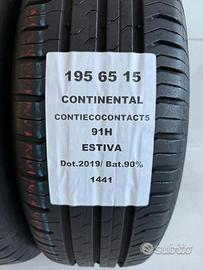 195 65 15
CONTINENTAL
CONTIECOCONTACT5
91H
ESTIVA
Dot.2019/ Bat.90%
1441
subito